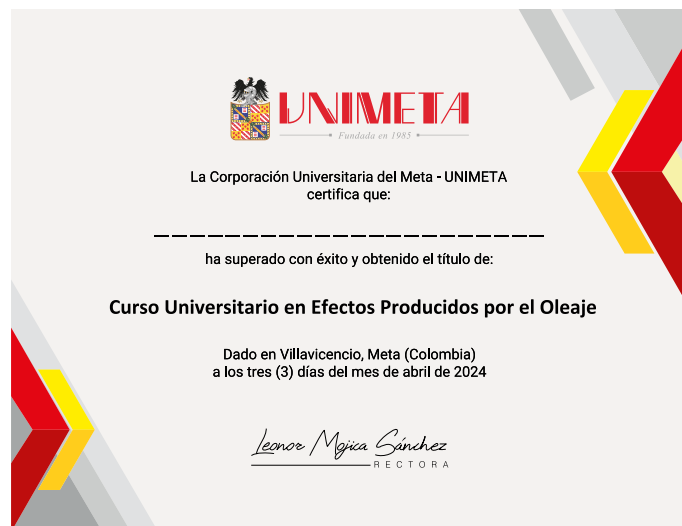 UNIMETA
Fundada en 1985
La Corporación Universitaria del Meta - UNIMETA
certifica que:
ha superado con éxito y obtenido el título de:
Curso Universitario en Efectos Producidos por el Oleaje
Dado en Villavicencio, Meta (Colombia)
a los tres (3) días del mes de abril de 2024
Leonor Mojica Sánchez
RECTORA